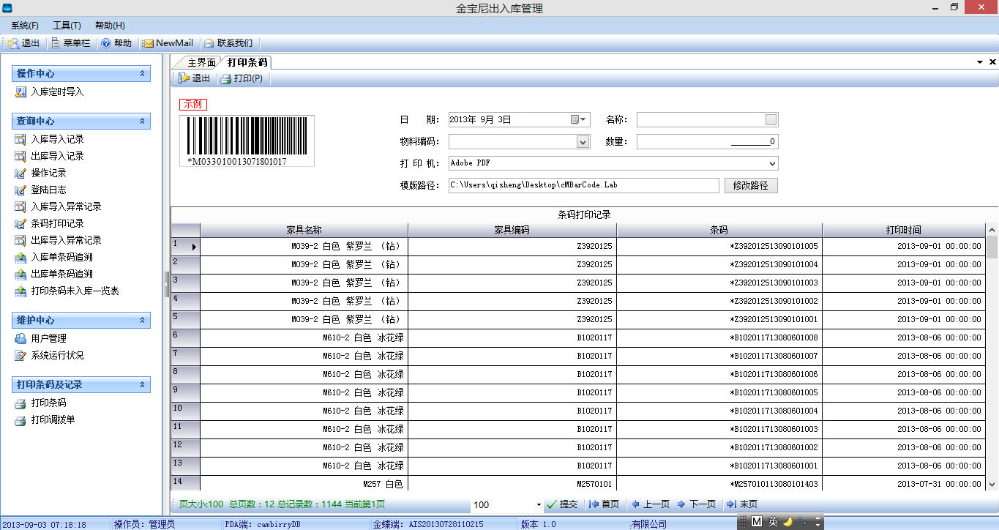 金宝尼出入库管理
系统(F) 工具(T) 帮助(H)
退出 菜单栏 帮助 NewMail 联系我们
操作中心
入库定时导入
查询中心
入库导入记录
出库导入记录
操作记录
登陆日志
入库导入异常记录
条码打印记录
出库导入异常记录
入库单条码追溯
出库单条码追溯
打印条码未入库一览表
维护中心
用户管理
系统运行状况
打印条码及记录
打印条码
打印调拨单
主界面 打印条码
退出 打印(P)
示例
*M033010013071801017
日 期: 2013年 9月 3日 名称:
物料编码: 数量: 0
打 印 机: Adobe PDF
模版路径: C:\Users\qisheng\Desktop\cMBarCode.Lab 修改路径
条码打印记录
家具名称 家具编码 条码 打印时间
1 M039-2 白色 紫罗兰 (钻) Z3920125 *Z392012513090101005 2013-09-01 00:00:00
2 M039-2 白色 紫罗兰 (钻) Z3920125 *Z392012513090101004 2013-09-01 00:00:00
3 M039-2 白色 紫罗兰 (钻) Z3920125 *Z392012513090101003 2013-09-01 00:00:00
4 M039-2 白色 紫罗兰 (钻) Z3920125 *Z392012513090101002 2013-09-01 00:00:00
5 M039-2 白色 紫罗兰 (钻) Z3920125 *Z392012513090101001 2013-09-01 00:00:00
6 M610-2 白色 冰花绿 B1020117 *B102011713080601008 2013-08-06 00:00:00
7 M610-2 白色 冰花绿 B1020117 *B102011713080601007 2013-08-06 00:00:00
8 M610-2 白色 冰花绿 B1020117 *B102011713080601006 2013-08-06 00:00:00
9 M610-2 白色 冰花绿 B1020117 *B102011713080601005 2013-08-06 00:00:00
10 M610-2 白色 冰花绿 B1020117 *B102011713080601004 2013-08-06 00:00:00
11 M610-2 白色 冰花绿 B1020117 *B102011713080601003 2013-08-06 00:00:00
12 M610-2 白色 冰花绿 B1020117 *B102011713080601002 2013-08-06 00:00:00
13 M610-2 白色 冰花绿 B1020117 *B102011713080601001 2013-08-06 00:00:00
14 M257 白色 M2570101 *M257010113080101403 2013-07-31 00:00:00
页大小:100 总页数:12 总记录数:1144 当前第1页 100 提交 首页 上一页 下一页 末页
2013-09-03 07:18:18 操作员: 管理员 PDA端: cambirryDB 金蝶端: AIS20130728110215 版本 1.0 .有限公司 M 英